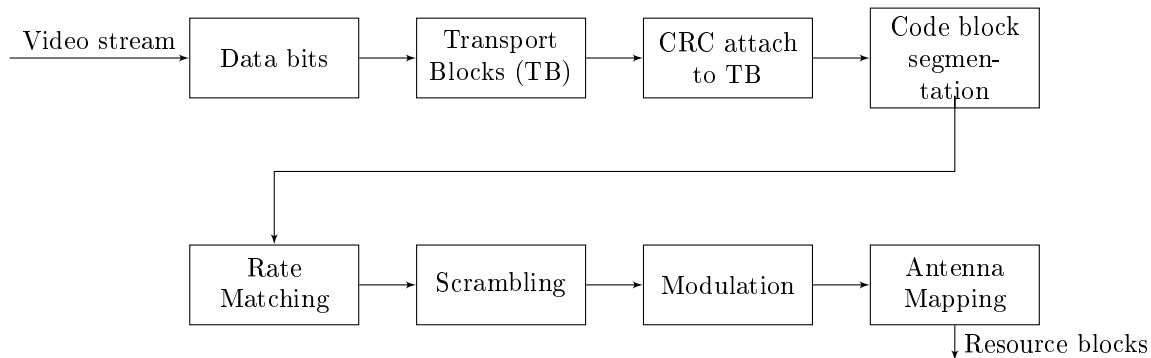 Video stream
Data bits
Transport
Blocks (TB)
CRC attach
to TB
Code block
segmen-
tation
Rate
Matching
Scrambling
Modulation
Antenna
Mapping
Resource blocks